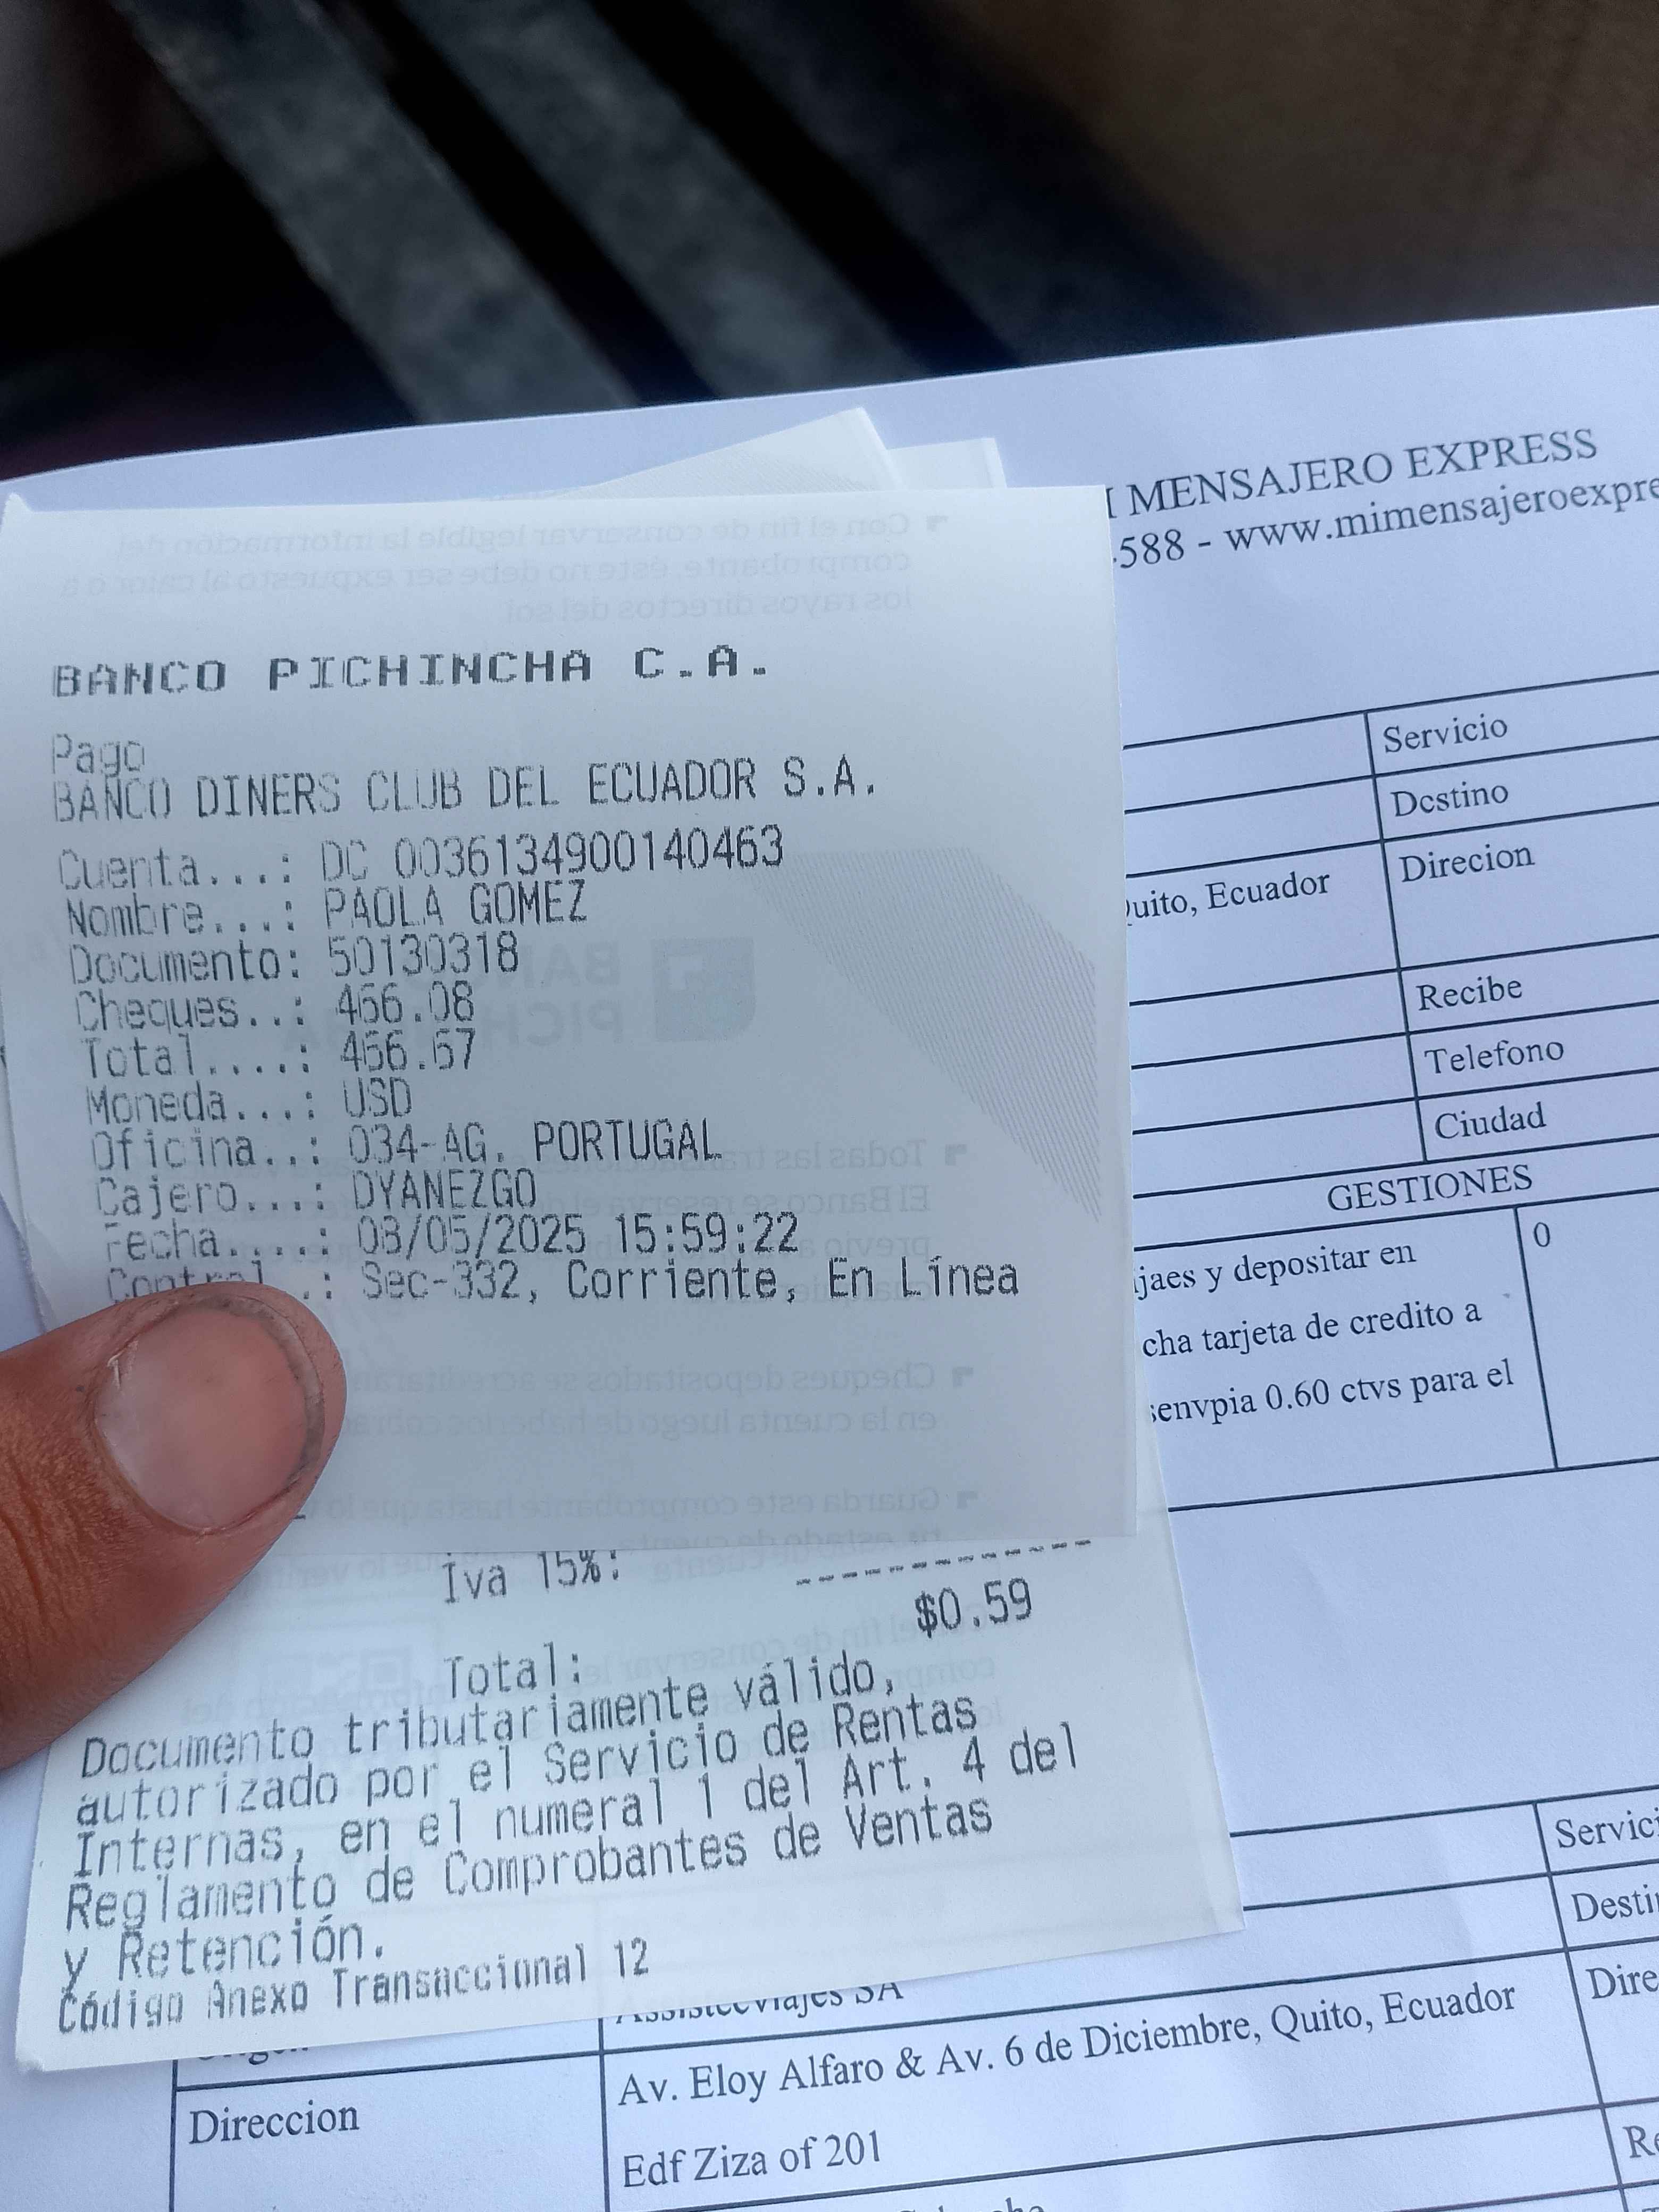 I MENSAJERO EXPRESS
588 - www.mimensajeroexpre
BANCO PICHINCHA C.A.
Pago
BANCO DINERS CLUB DEL ECUADOR S.A.
Cuenta...: DC 0036134900140463
Nombre...: PAOLA GOMEZ
Documento: 50130318
Cheques..: 466.08
Total....: 466.67
Moneda...: USD
Oficina..: 034-AG. PORTUGAL
Cajero...: DYANEZGO
Fecha....: 08/05/2025 15:59:22
Control..: Sec-332, Corriente, En Línea
Servicio
Destino
uito, Ecuador
Direcion
Recibe
Telefono
Ciudad
GESTIONES
jaes y depositar en
0
cha tarjeta de credito a
envpia 0.60 ctvs para el
Iva 15%:
------------
$0.59
Total:
Documento tributariamente válido,
autorizado por el Servicio de Rentas
Internas, en el numeral 1 del Art. 4 del
Reglamento de Comprobantes de Ventas
y Retención.
Código Anexo Transaccional 12
Servici
Desti
Dire
SA
Direccion
Av. Eloy Alfaro & Av. 6 de Diciembre, Quito, Ecuador
Edf Ziza of 201
Re